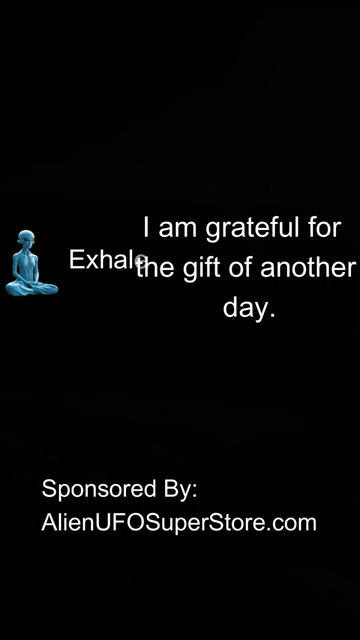 I am grateful for
Exhale
the gift of another
day.
Sponsored By:
AlienUFOSuperStore.com